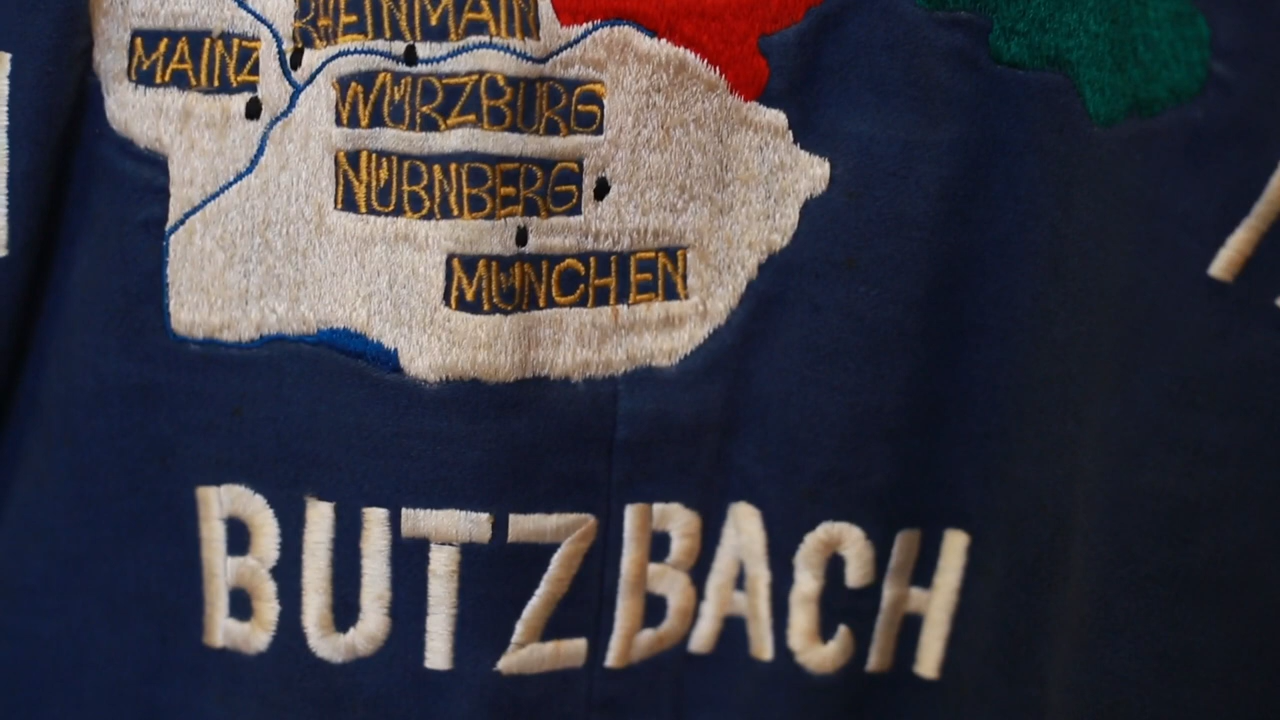 RHEINMAIN
MAINZ
WÜRZBURG
NÜBNBERG
MÜNCHEN
BUTZBACH